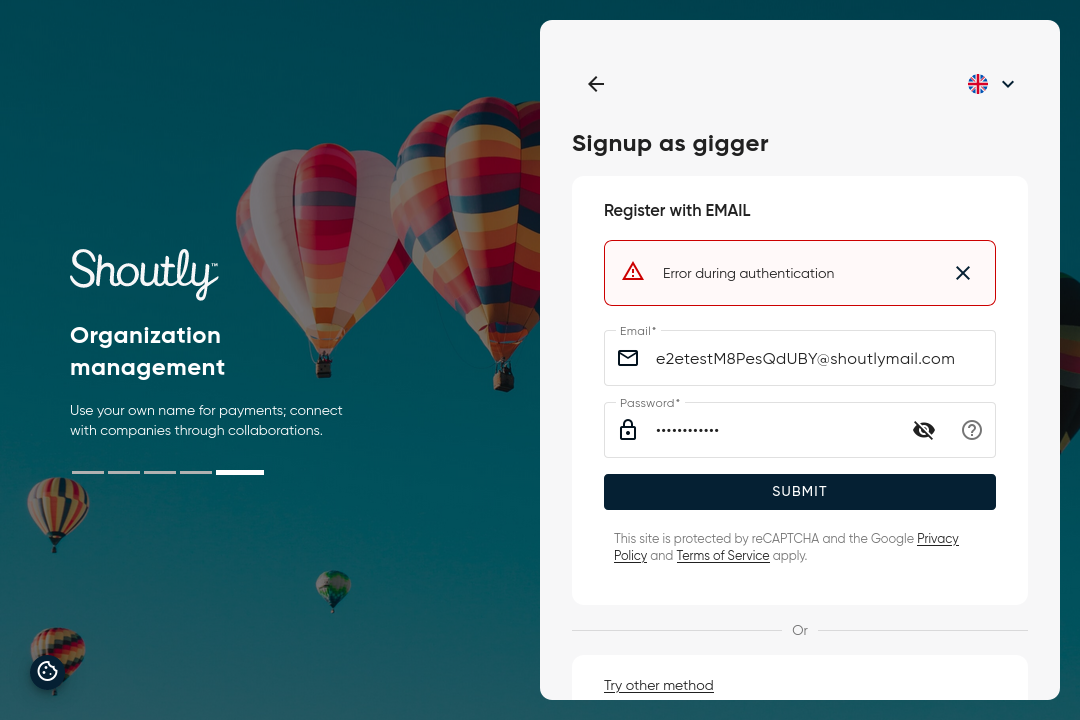 Shoutly™
Organization
management
Use your own name for payments; connect
with companies through collaborations.
Signup as gigger
Register with EMAIL
Error during authentication
Email*
e2etestM8PesQdUBY@shoutlymail.com
Password*
••••••••••••
SUBMIT
This site is protected by reCAPTCHA and the Google Privacy
Policy and Terms of Service apply.
Or
Try other method